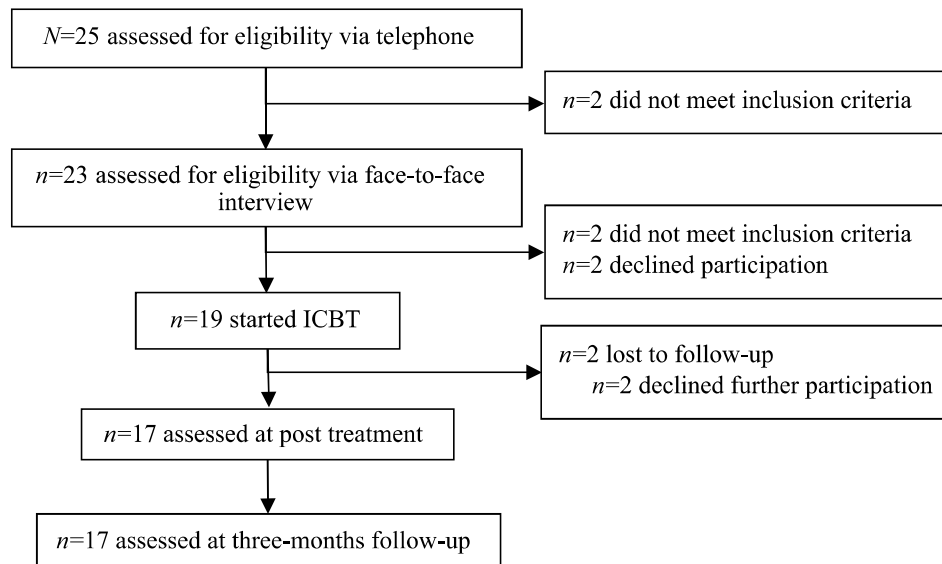 N=25 assessed for eligibility via telephone
n=2 did not meet inclusion criteria
n=23 assessed for eligibility via face-to-face
interview
n=2 did not meet inclusion criteria
n=2 declined participation
n=19 started ICBT
n=2 lost to follow-up
n=2 declined further participation
n=17 assessed at post treatment
n=17 assessed at three-months follow-up